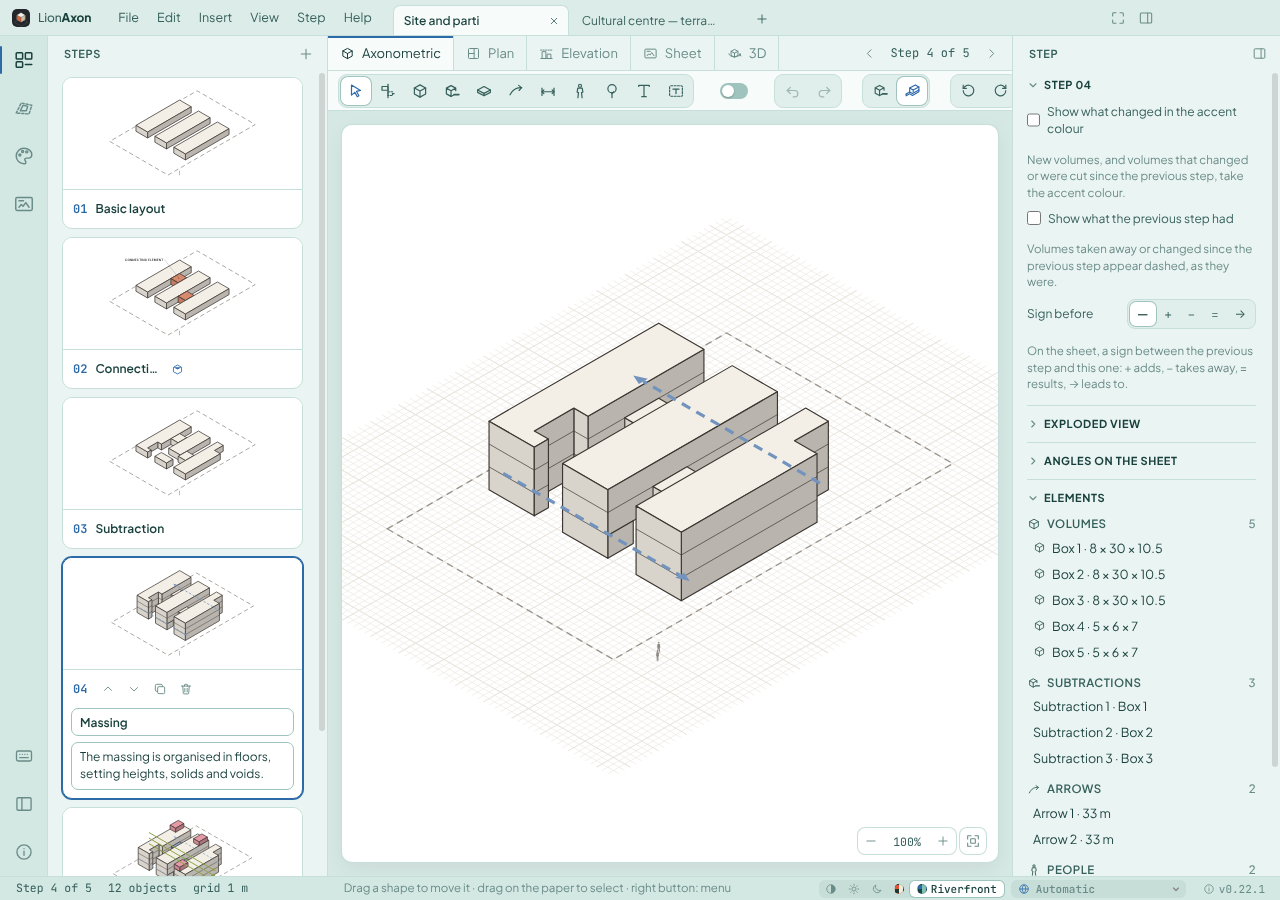 LionAxon File Edit Insert View Step Help Site and parti Cultural centre — terra...
STEPS
Axonometric Plan Elevation Sheet 3D Step 4 of 5
STEP
01 Basic layout
CONNECTING ELEMENT
02 Connecti...
03 Subtraction
04
Massing
The massing is organised in floors,
setting heights, solids and voids.
100%
STEP 04
Show what changed in the accent
colour
New volumes, and volumes that changed
or were cut since the previous step, take
the accent colour.
Show what the previous step had
Volumes taken away or changed since the
previous step appear dashed, as they
were.
Sign before — + − = →
On the sheet, a sign between the previous
step and this one: + adds, − takes away, =
results, → leads to.
EXPLODED VIEW
ANGLES ON THE SHEET
ELEMENTS
VOLUMES 5
Box 1 · 8 × 30 × 10.5
Box 2 · 8 × 30 × 10.5
Box 3 · 8 × 30 × 10.5
Box 4 · 5 × 6 × 7
Box 5 · 5 × 6 × 7
SUBTRACTIONS 3
Subtraction 1 · Box 1
Subtraction 2 · Box 2
Subtraction 3 · Box 3
ARROWS 2
Arrow 1 · 33 m
Arrow 2 · 33 m
PEOPLE 2
Step 4 of 5 12 objects grid 1 m Drag a shape to move it · drag on the paper to select · right button: menu Riverfront Automatic v0.22.1